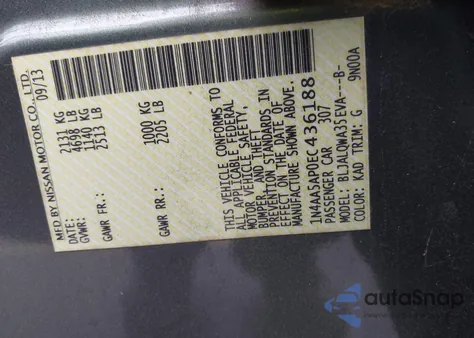 MFD BY NISSAN MOTOR CO., LTD.
DATE: 09/13
GVWR: 2131 KG
4698 LB
GAWR FR.: 1140 KG
2513 LB
GAWR RR.: 1000 KG
2205 LB
THIS VEHICLE CONFORMS TO
ALL APPLICABLE FEDERAL
MOTOR VEHICLE SAFETY,
BUMPER, AND THEFT
PREVENTION STANDARDS IN
EFFECT ON THE DATE OF
MANUFACTURE SHOWN ABOVE.
1N4AA5AP0EC436188
PASSENGER CAR 307
MODEL: BLJALQWA35EVA---B-
COLOR: KAD TRIM: G 9N00A
autoSnap